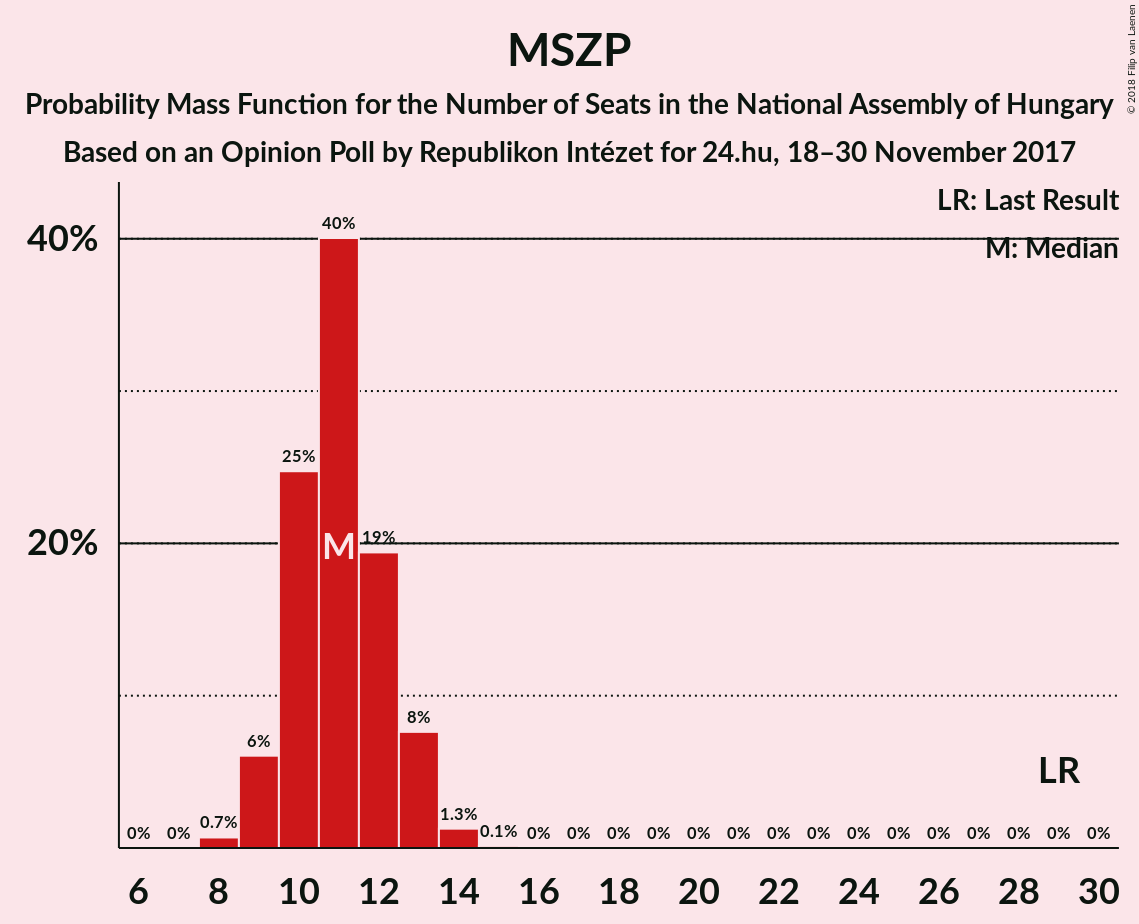 MSZP
Probability Mass Function for the Number of Seats in the National Assembly of Hungary
Based on an Opinion Poll by Republikon Intézet for 24.hu, 18–30 November 2017
© 2018 Filip van Laenen
LR: Last Result
M: Median
40%
20%
0% 0% 0.7% 6% 25% 40% 19% 8% 1.3% 0.1% 0% 0% 0% 0% 0% 0% 0% 0% 0% 0% 0% 0% 0% 0% 0%
M
LR
6 8 10 12 14 16 18 20 22 24 26 28 30